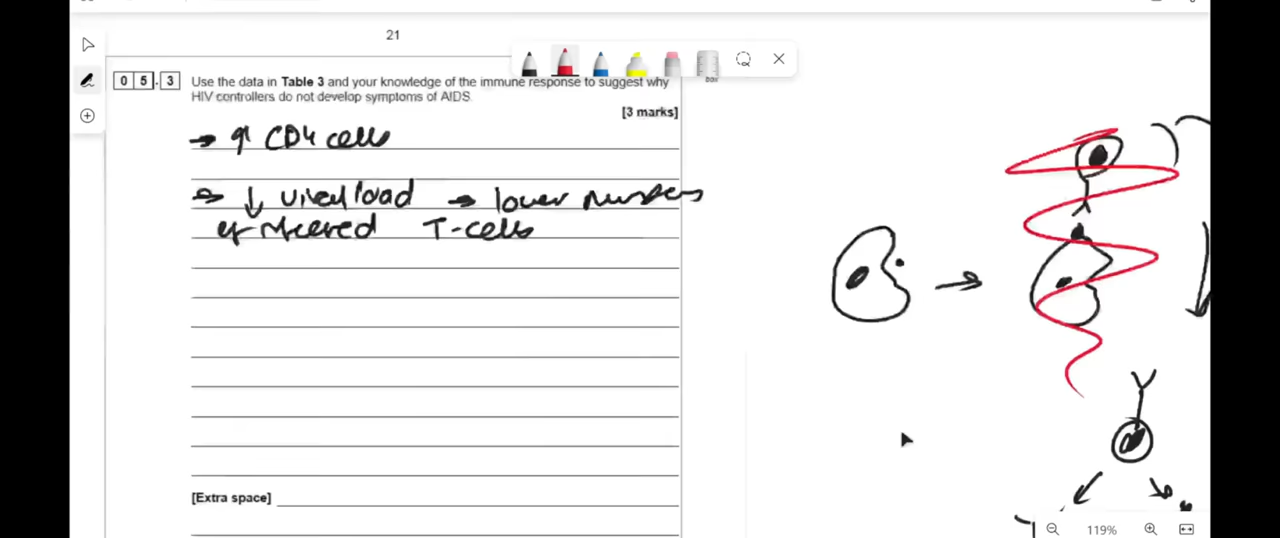 21
0 5 . 3 Use the data in Table 3 and your knowledge of the immune response to suggest why
HIV controllers do not develop symptoms of AIDS.
[3 marks]
→ ↑ CD4 cells
⇒ ↓ viral load → lower numbers
of infected T-cells
[Extra space]
119%